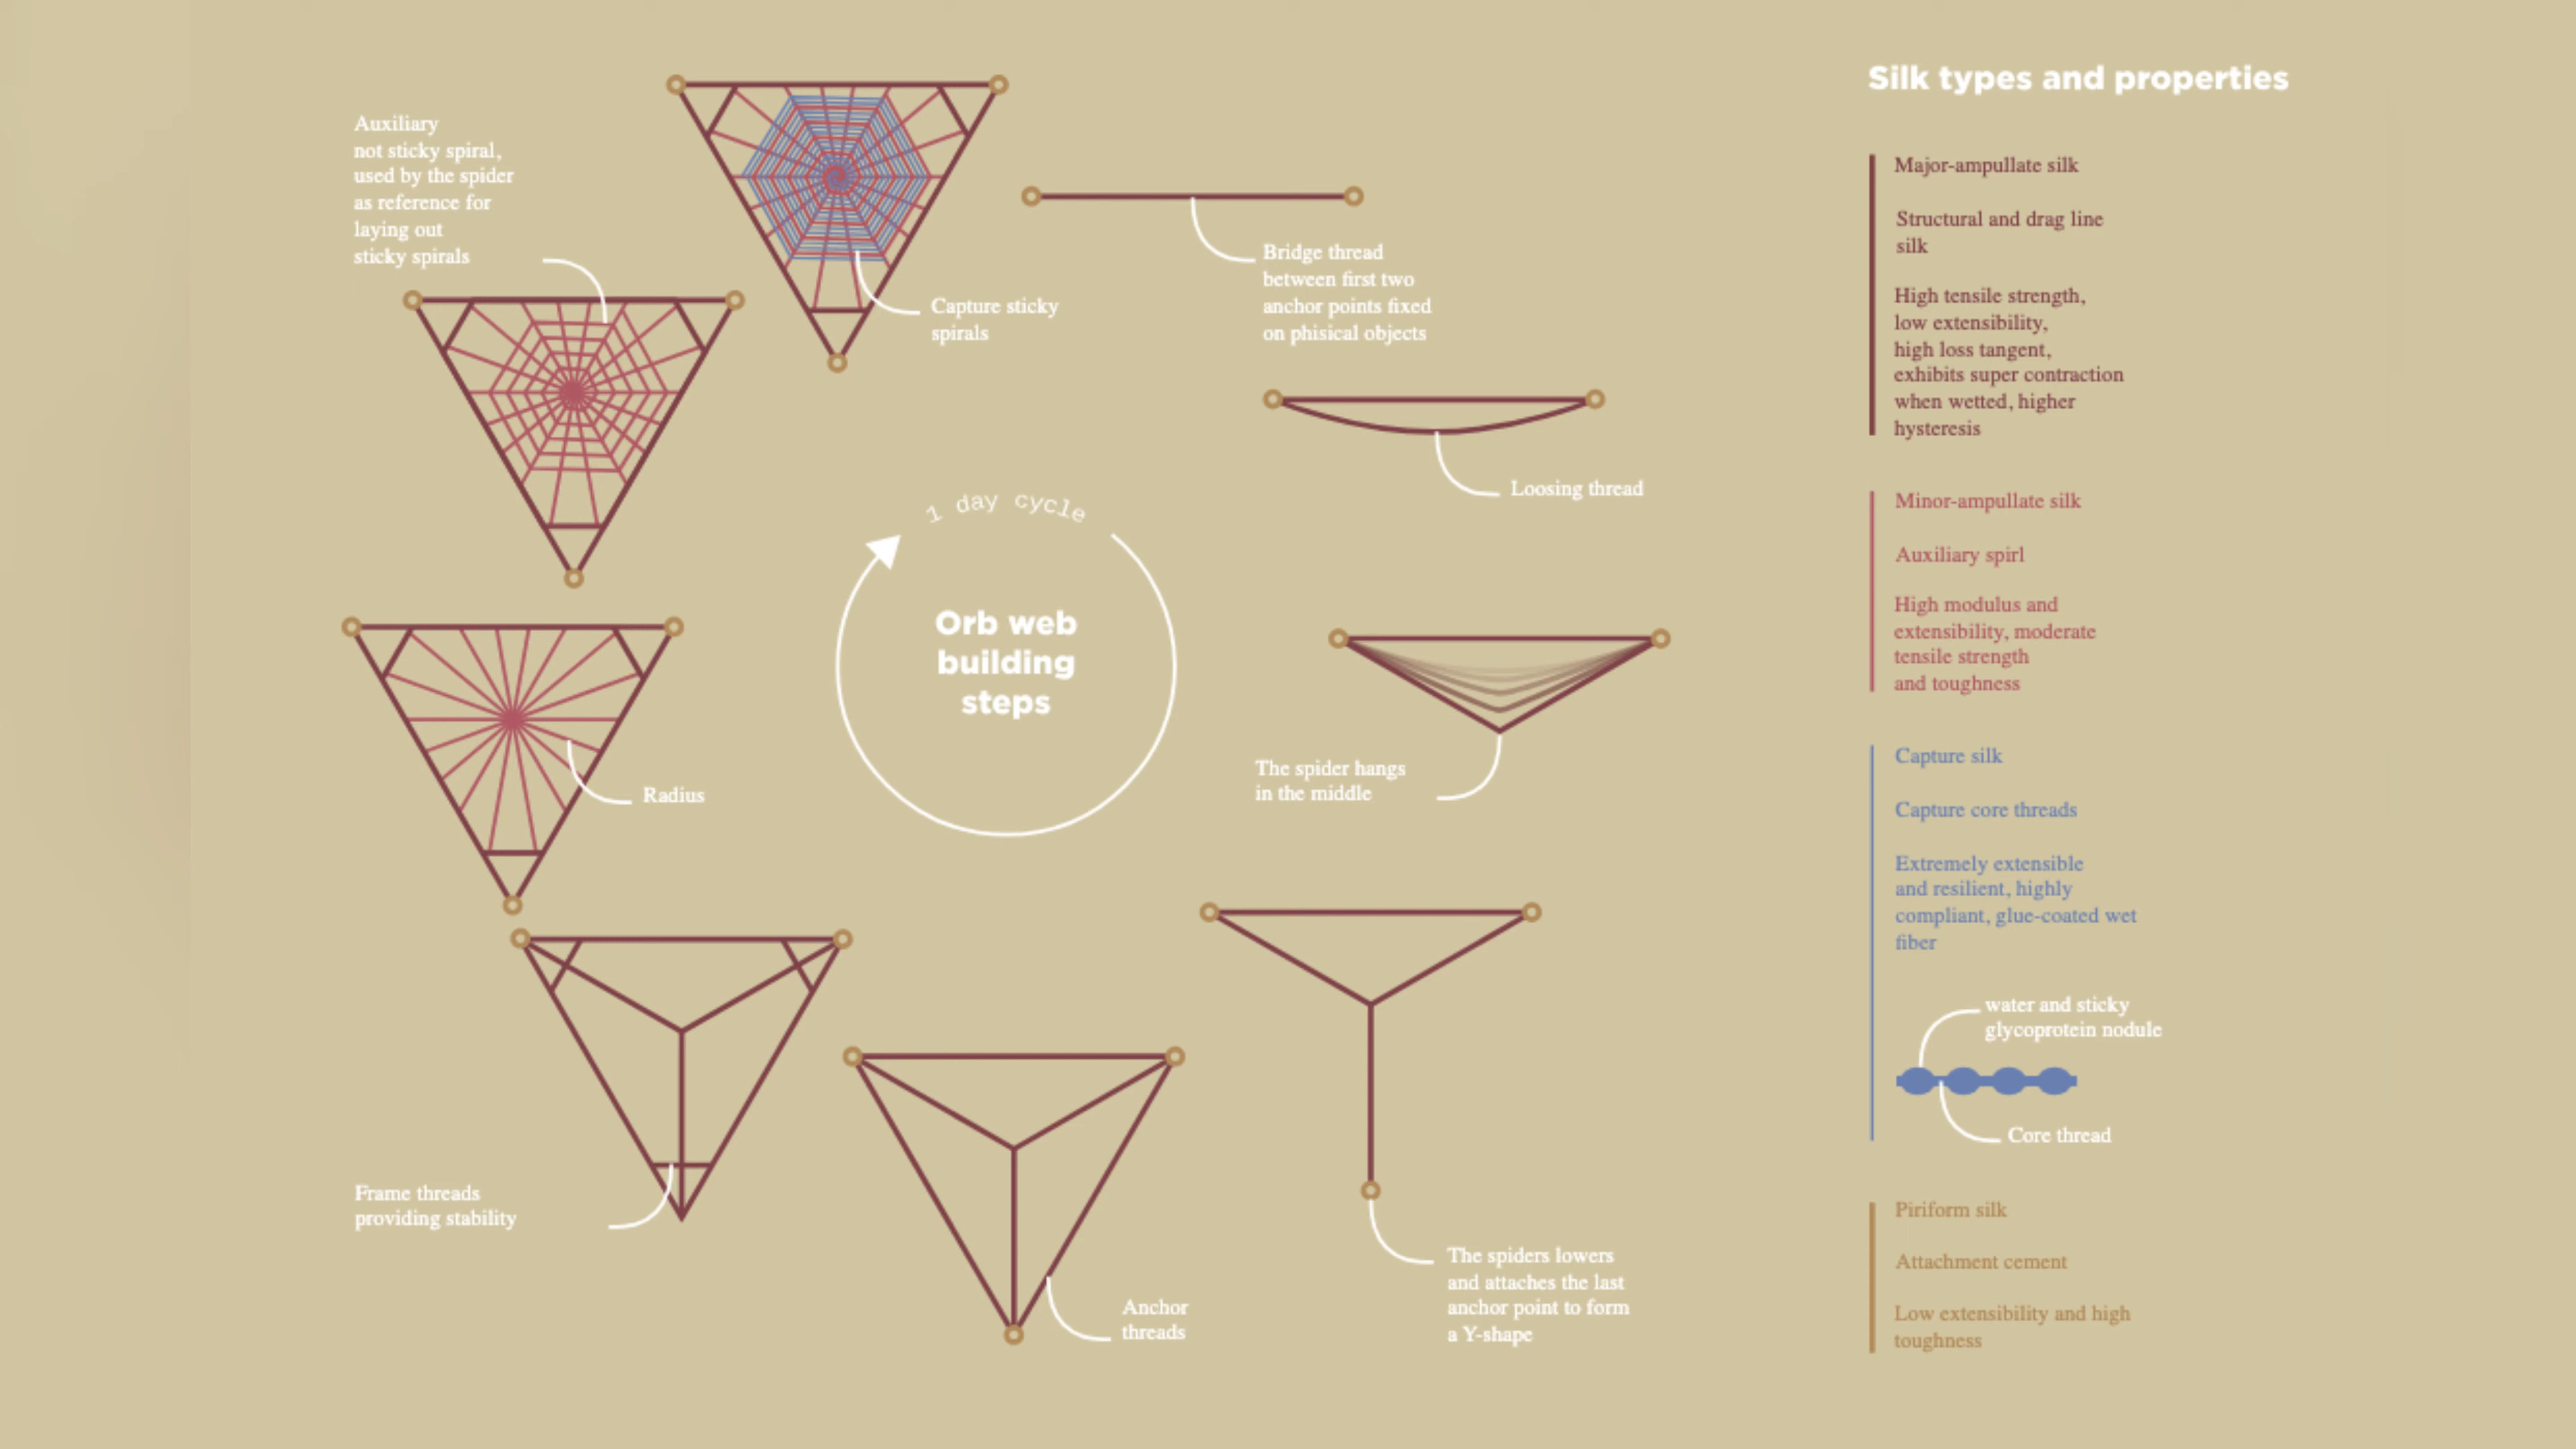 Auxiliary
not sticky spiral,
used by the spider
as reference for
laying out
sticky spirals
Capture sticky
spirals
Bridge thread
between first two
anchor points fixed
on phisical objects
Loosing thread
1 day cycle
Orb web
building
steps
The spider hangs
in the middle
Radius
Frame threads
providing stability
Anchor
threads
The spiders lowers
and attaches the last
anchor point to form
a Y-shape
Silk types and properties
Major-ampullate silk
Structural and drag line
silk
High tensile strength,
low extensibility,
high loss tangent,
exhibits super contraction
when wetted, higher
hysteresis
Minor-ampullate silk
Auxiliary spirl
High modulus and
extensibility, moderate
tensile strength
and toughness
Capture silk
Capture core threads
Extremely extensible
and resilient, highly
compliant, glue-coated wet
fiber
water and sticky
glycoprotein nodule
Core thread
Piriform silk
Attachment cement
Low extensibility and high
toughness